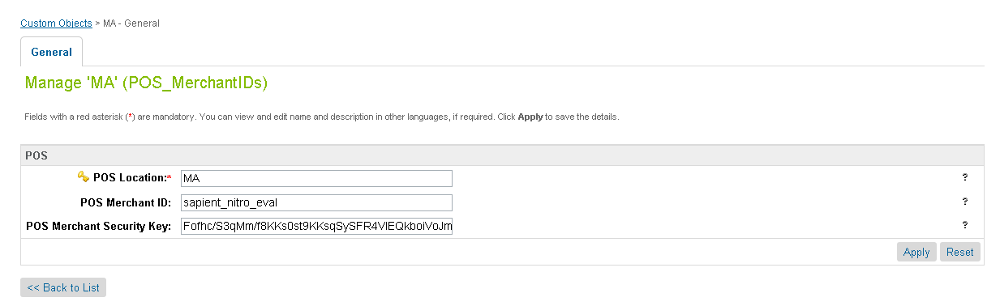 Custom Objects > MA - General
General
Manage 'MA' (POS_MerchantIDs)
Fields with a red asterisk (*) are mandatory. You can view and edit name and description in other languages, if required. Click Apply to save the details.
POS
POS Location:* MA ?
POS Merchant ID: sapient_nitro_eval ?
POS Merchant Security Key: Fofhc/S3qMm/f8KKs0st9KKsqSySFR4VlEQkboiVoJm ?
Apply Reset
<< Back to List